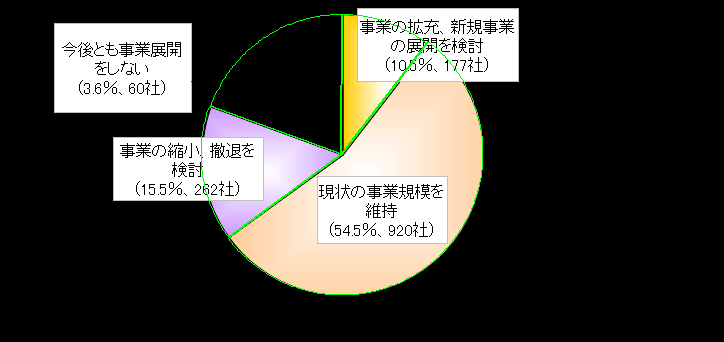 事業の拡充、新規事業
の展開を検討
(10.5%、177社)
今後とも事業展開
をしない
(3.6%、60社)
事業の縮小、撤退を
検討
(15.5%、262社)
現状の事業規模を
維持
(54.5%、920社)